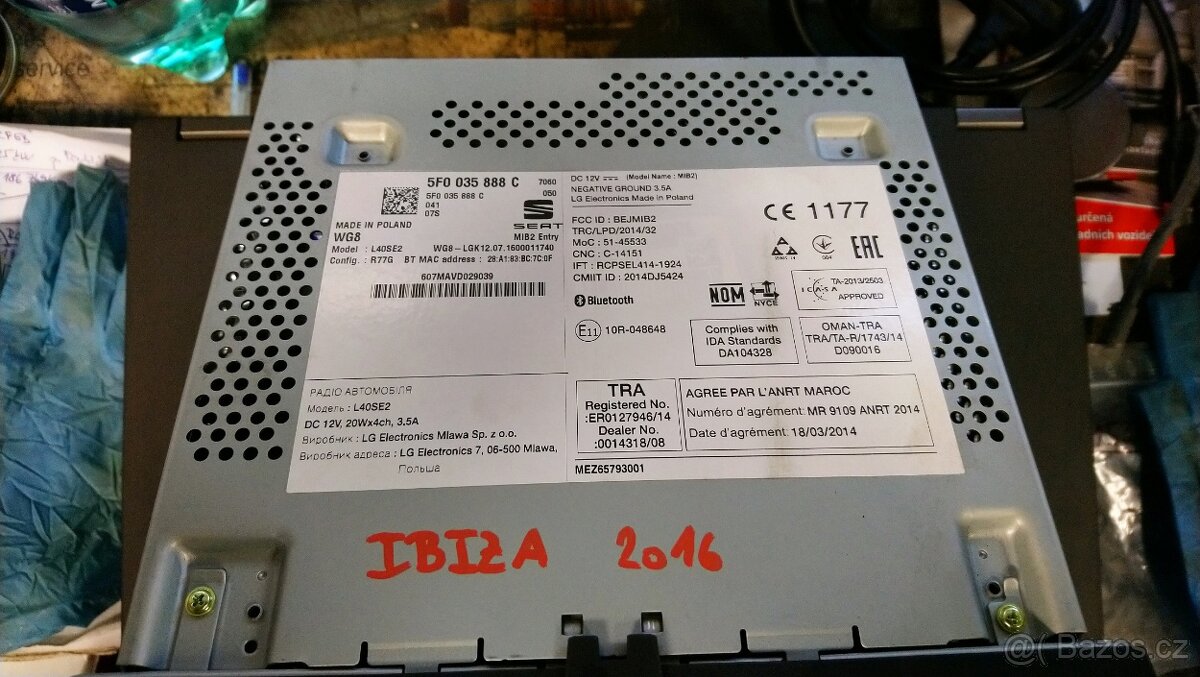 service
5F0 035 888 C 7060
5F0 035 888 C 050
041
07S
SEAT
MADE IN POLAND MIB2 Entry
WG8 WG8-LGK12.07.1600011740
Model : L40SE2
Config. : R77G BT MAC address : 28:A1:83:BC:7C:0F
607MAVD029039
DC 12V (Model Name : MIB2)
NEGATIVE GROUND 3.5A
LG Electronics Made in Poland
FCC ID : BEJMIB2
TRC/LPD/2014/32
MoC : 51-45533
CNC : C-14151
IFT : RCPSEL414-1924
CMIIT ID : 2014DJ5424
CE 1177
EAC
Bluetooth
NOM
NYCE
ICASA
TA-2013/2503
APPROVED
E11 10R-048648
Complies with
IDA Standards
DA104328
OMAN-TRA
TRA/TA-R/1743/14
D090016
РАДІО АВТОМОБІЛЯ
Модель : L40SE2
DC 12V, 20Wx4ch, 3.5A
Виробник : LG Electronics Mlawa Sp. z o.o.
Виробник адреса : LG Electronics 7, 06-500 Mlawa,
Польша
TRA
Registered No.
:ER0127946/14
Dealer No.
:0014318/08
AGREE PAR L'ANRT MAROC
Numéro d'agrément: MR 9109 ANRT 2014
Date d'agrément: 18/03/2014
MEZ65793001
IBIZA 2016
určená
adních vozidel
@( Bazos.cz